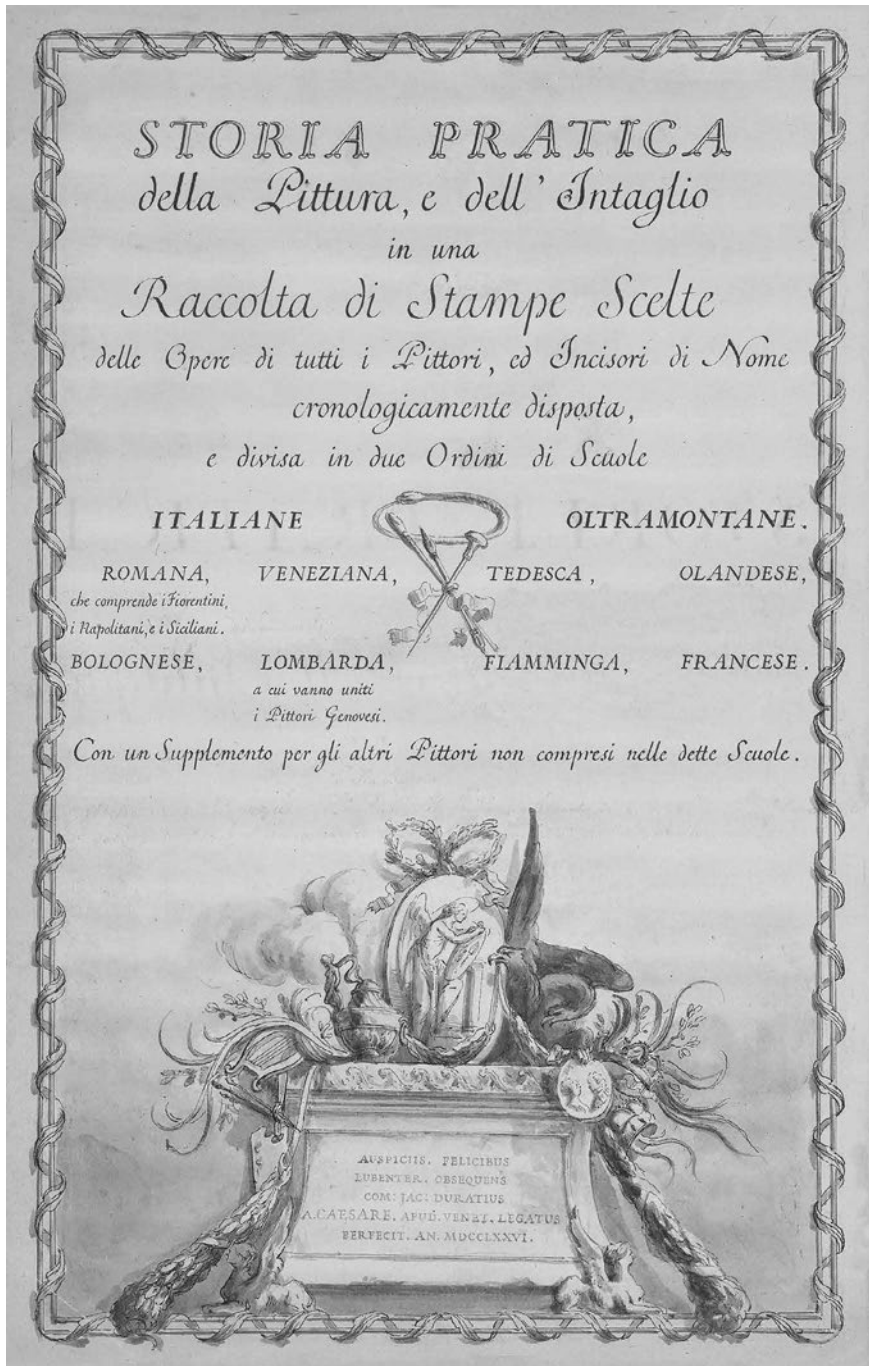 STORIA PRATICA
della Pittura, e dell' Intaglio
in una
Raccolta di Stampe Scelte
delle Opere di tutti i Pittori, ed Incisori di Nome
cronologicamente disposta,
e divisa in due Ordini di Scuole
ITALIANE OLTRAMONTANE.
ROMANA, VENEZIANA, TEDESCA, OLANDESE,
che comprende i Fiorentini,
i Napolitani, e i Siciliani.
BOLOGNESE, LOMBARDA, FIAMMINGA, FRANCESE.
a cui vanno uniti
i Pittori Genovesi.
Con un Supplemento per gli altri Pittori non compresi nelle dette Scuole.
AUSPICIIS. FELICIBUS
LUBENTER. OBSEQUENS
COM: JAC: DURATIUS
A. CAESARE. APUD. VENET. LEGATUS
PERFECIT. AN. MDCCLXXVI.